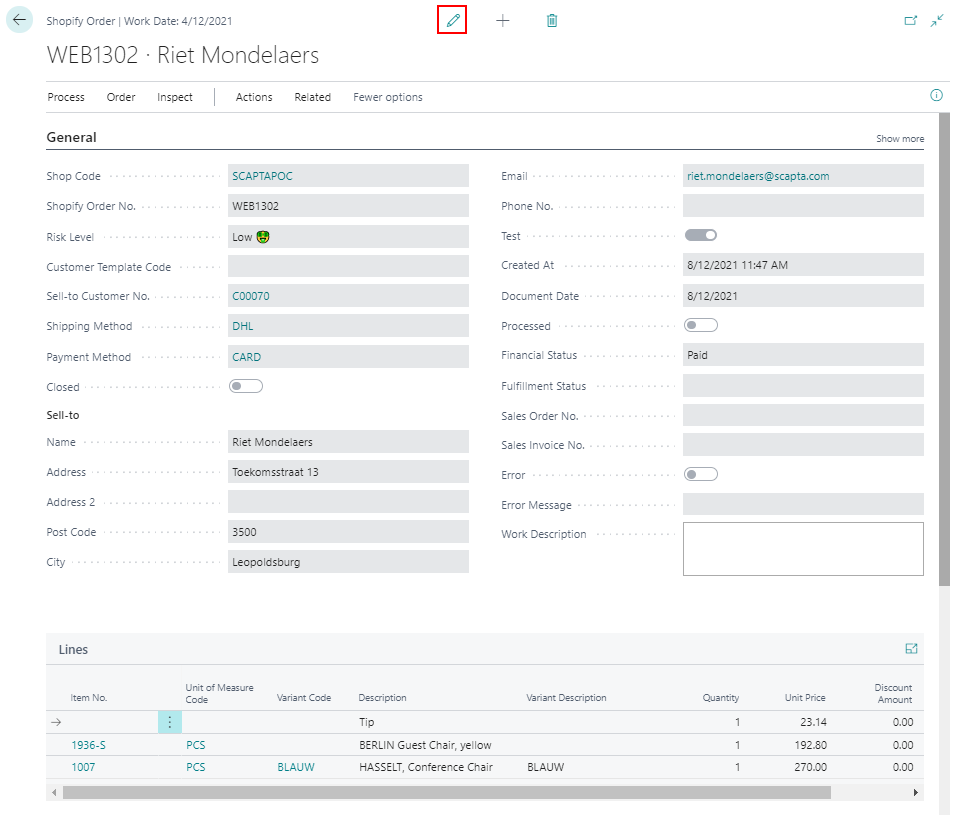 Shopify Order | Work Date: 4/12/2021
WEB1302 · Riet Mondelaers
Process Order Inspect Actions Related Fewer options
General Show more
Shop Code SCAPTAPOC
Shopify Order No. WEB1302
Risk Level Low
Customer Template Code
Sell-to Customer No. C00070
Shipping Method DHL
Payment Method CARD
Closed
Sell-to
Name Riet Mondelaers
Address Toekomsstraat 13
Address 2
Post Code 3500
City Leopoldsburg
Email riet.mondelaers@scapta.com
Phone No.
Test
Created At 8/12/2021 11:47 AM
Document Date 8/12/2021
Processed
Financial Status Paid
Fulfillment Status
Sales Order No.
Sales Invoice No.
Error
Error Message
Work Description
Lines
Item No. Unit of Measure Code Variant Code Description Variant Description Quantity Unit Price Discount Amount
Tip 1 23.14 0.00
1936-S PCS BERLIN Guest Chair, yellow 1 192.80 0.00
1007 PCS BLAUW HASSELT, Conference Chair BLAUW 1 270.00 0.00